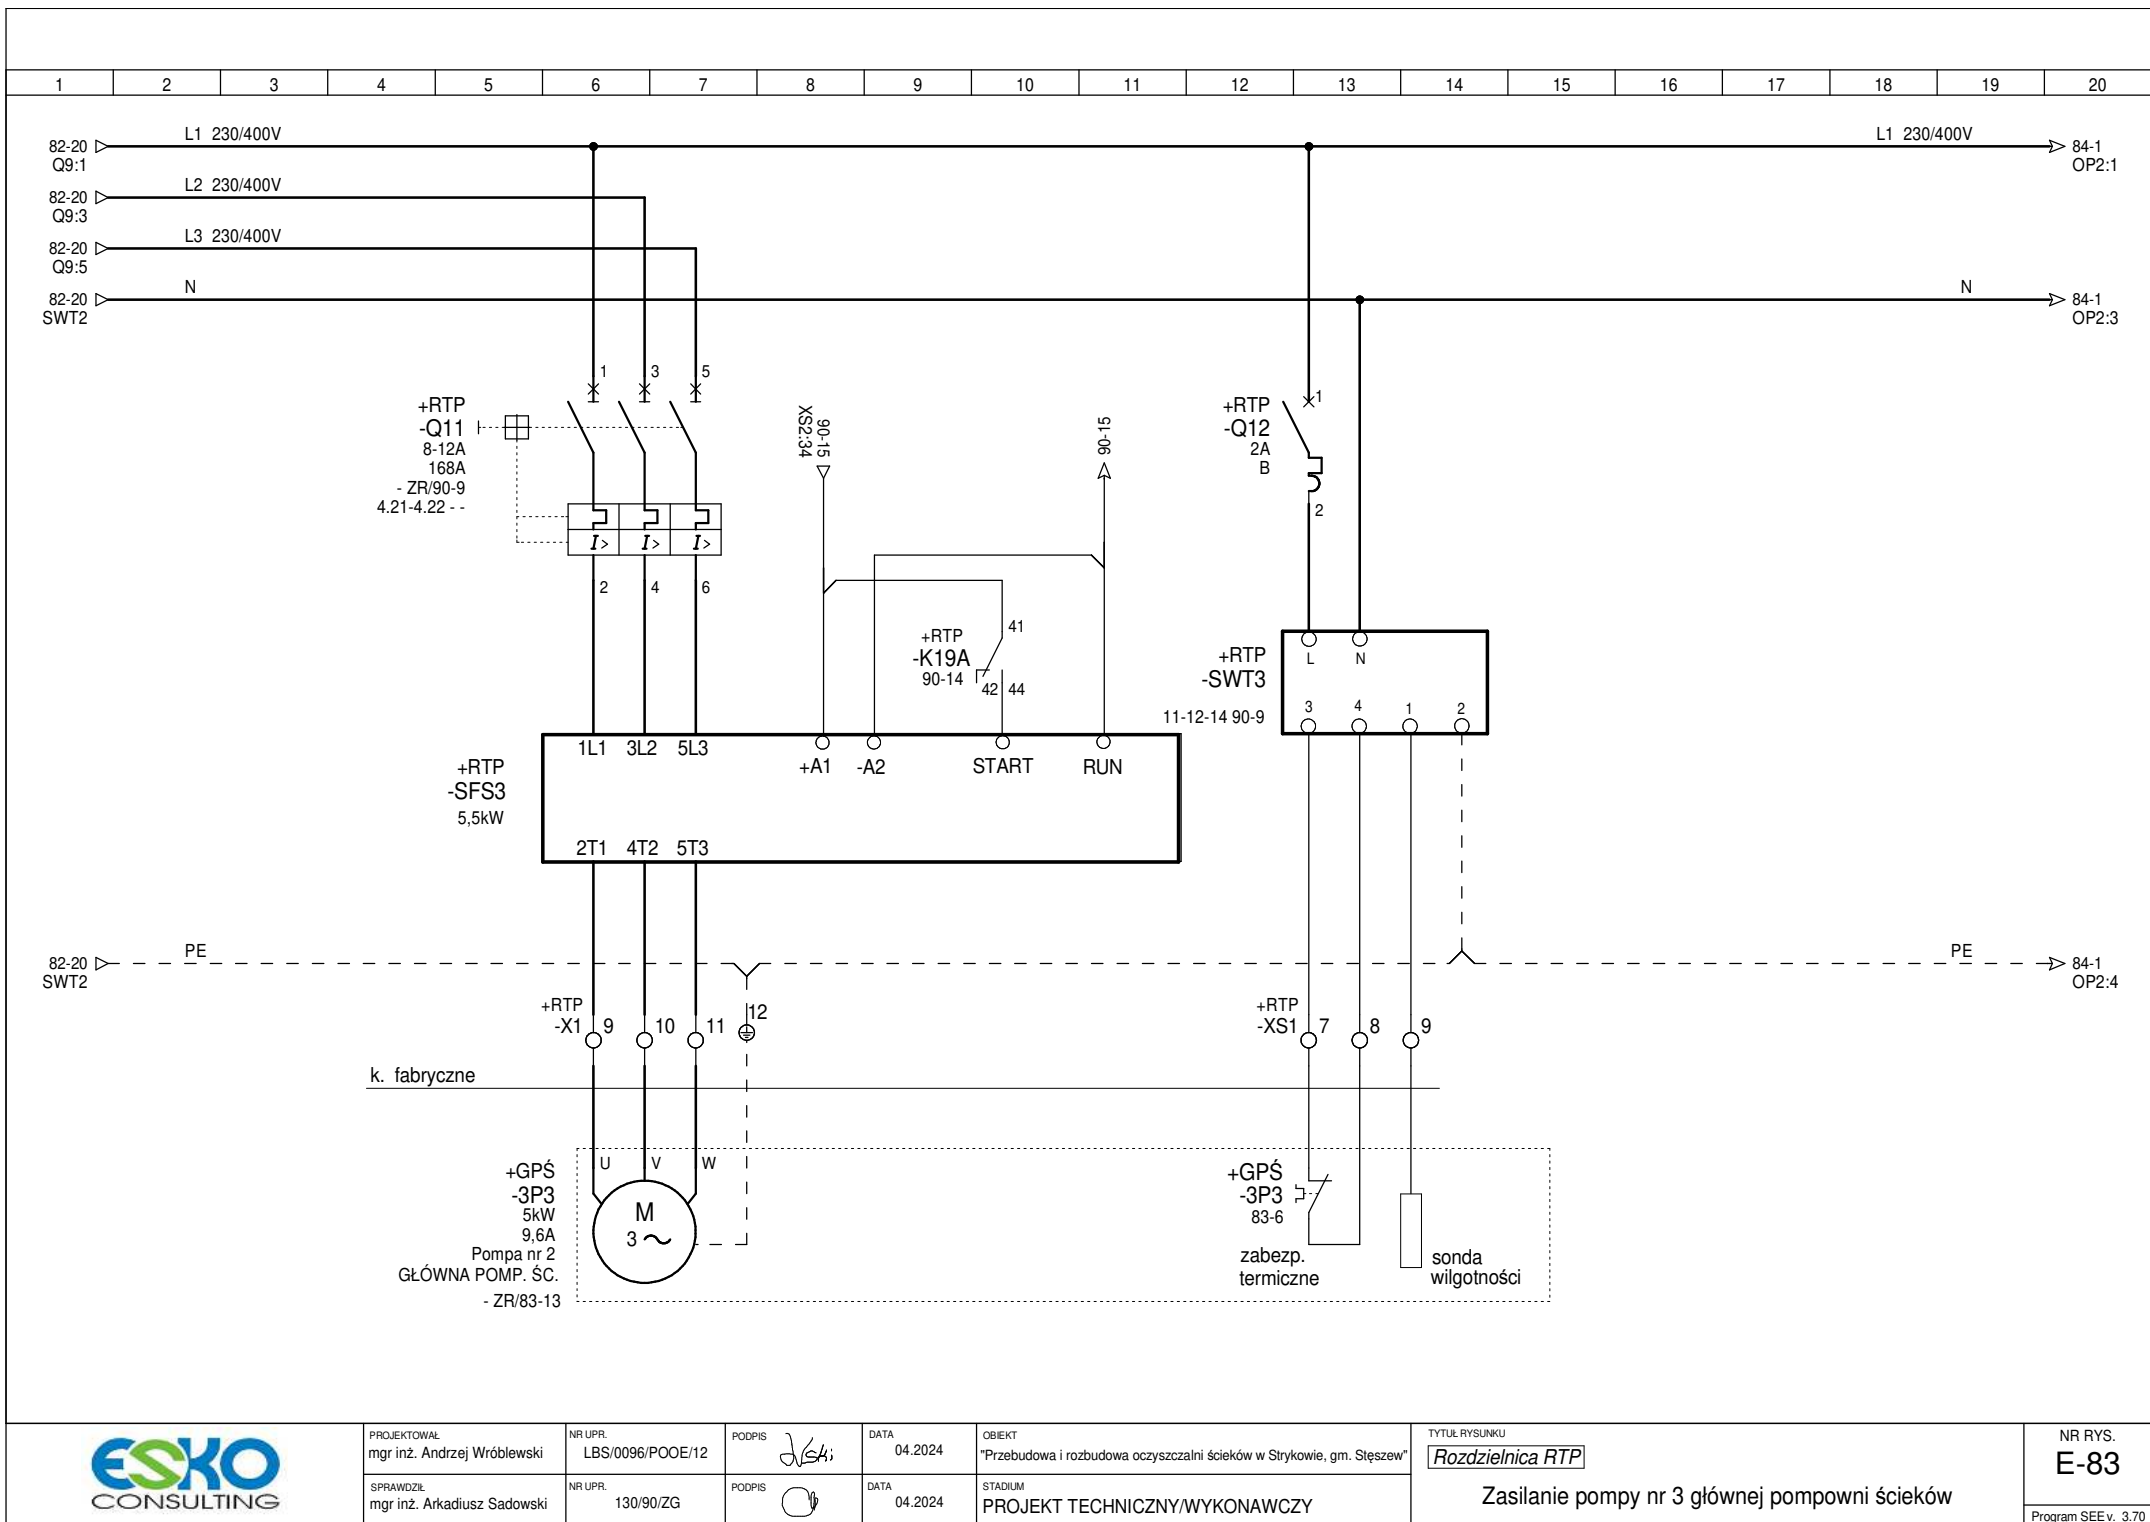 1 2 3 4 5 6 7 8 9 10 11 12 13 14 15 16 17 18 19 20
L1 230/400V
L1 230/400V
82-20
Q9:1
84-1
OP2:1
L2 230/400V
82-20
Q9:3
L3 230/400V
82-20
Q9:5
N
N
82-20
SWT2
84-1
OP2:3
1 3 5
+RTP
-Q11
8-12A
168A
- ZR/90-9
4.21-4.22 - -
I> I> I>
2 4 6
90-15
XS2:34
90-15
+RTP
-Q12
2A
B
1
2
+RTP
-K19A
90-14
41
42 44
+RTP
-SWT3
11-12-14 90-9
L N
3 4 1 2
+RTP
-SFS3
5,5kW
1L1 3L2 5L3
+A1 -A2 START RUN
2T1 4T2 5T3
PE
PE
82-20
SWT2
84-1
OP2:4
+RTP
-X1 9 10 11 12
+RTP
-XS1 7 8 9
k. fabryczne
U V W
+GPŚ
-3P3
5kW
9,6A
Pompa nr 2
GŁÓWNA POMP. ŚC.
- ZR/83-13
M
3
+GPŚ
-3P3
83-6
zabezp.
termiczne
sonda
wilgotności
ESKO
CONSULTING
PROJEKTOWAŁ
mgr inż. Andrzej Wróblewski
NR UPR.
LBS/0096/POOE/12
PODPIS
DATA
04.2024
OBIEKT
"Przebudowa i rozbudowa oczyszczalni ścieków w Strykowie, gm. Stęszew"
TYTUŁ RYSUNKU
Rozdzielnica RTP
NR RYS.
E-83
SPRAWDZIŁ
mgr inż. Arkadiusz Sadowski
NR UPR.
130/90/ZG
PODPIS
DATA
04.2024
STADIUM
PROJEKT TECHNICZNY/WYKONAWCZY
Zasilanie pompy nr 3 głównej pompowni ścieków
Program SEE v. 3.70